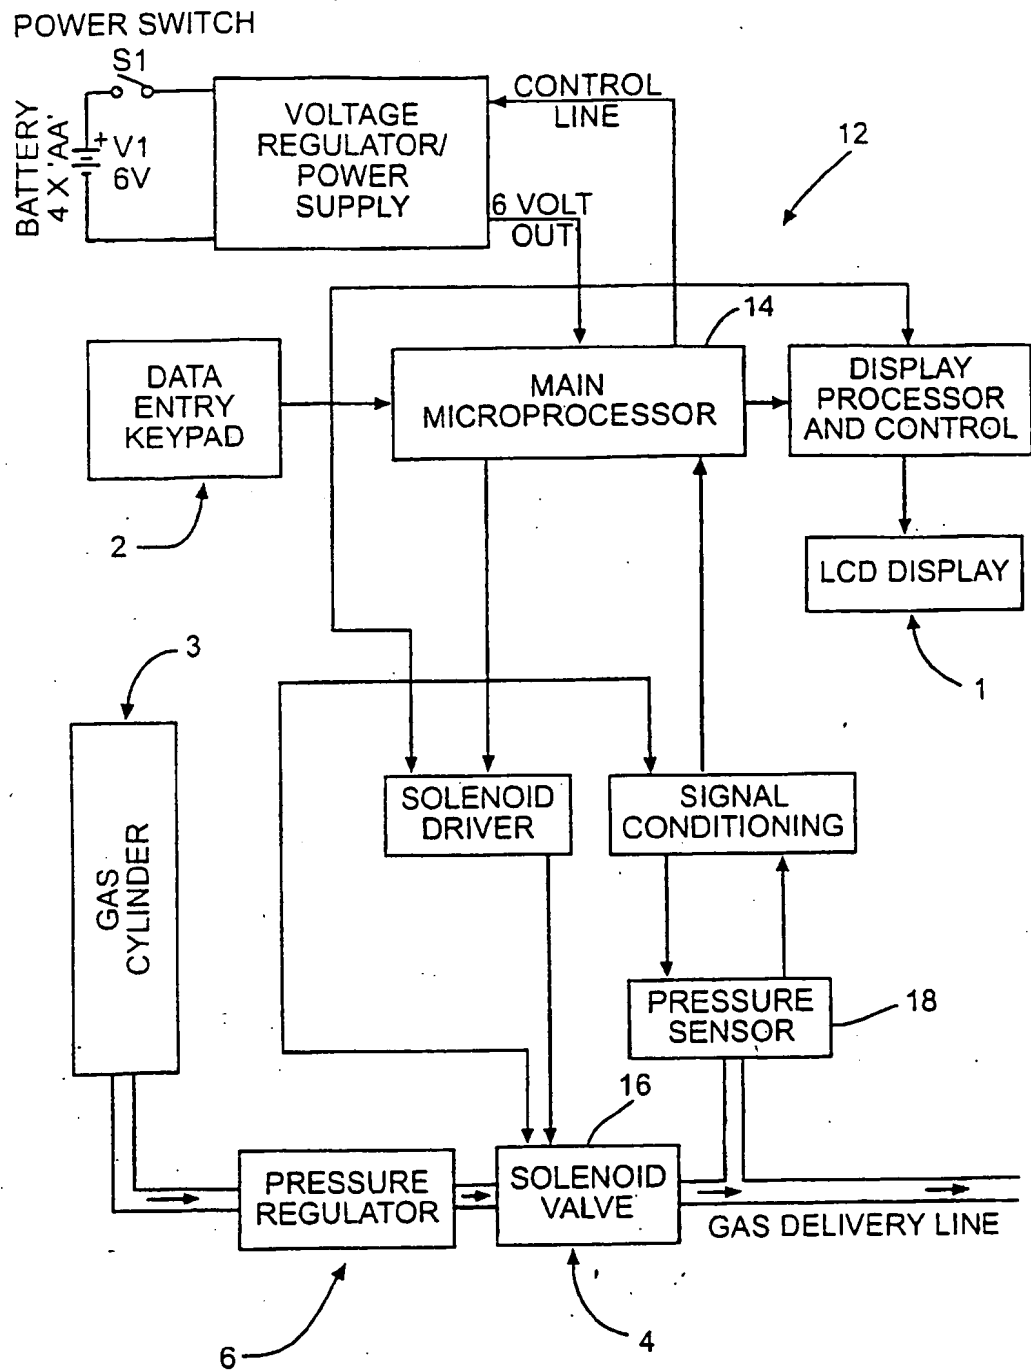 POWER SWITCH
S1
BATTERY
4 X 'AA'
+
V1
6V
VOLTAGE
REGULATOR/
POWER
SUPPLY
CONTROL
LINE
6 VOLT
OUT
12
14
DATA
ENTRY
KEYPAD
MAIN
MICROPROCESSOR
DISPLAY
PROCESSOR
AND CONTROL
2
LCD DISPLAY
1
3
GAS
CYLINDER
SOLENOID
DRIVER
SIGNAL
CONDITIONING
PRESSURE
SENSOR
18
16
PRESSURE
REGULATOR
SOLENOID
VALVE
GAS DELIVERY LINE
6
4